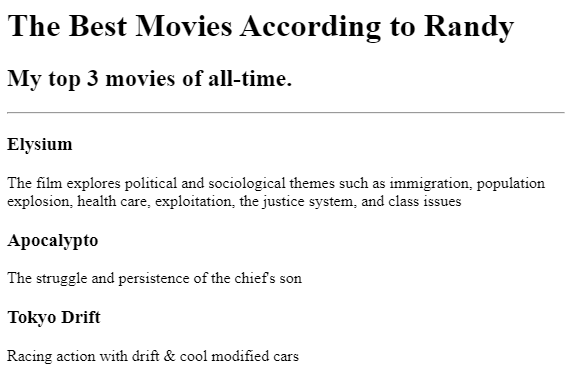 The Best Movies According to Randy
My top 3 movies of all-time.
Elysium
The film explores political and sociological themes such as immigration, population
explosion, health care, exploitation, the justice system, and class issues
Apocalypto
The struggle and persistence of the chief's son
Tokyo Drift
Racing action with drift & cool modified cars